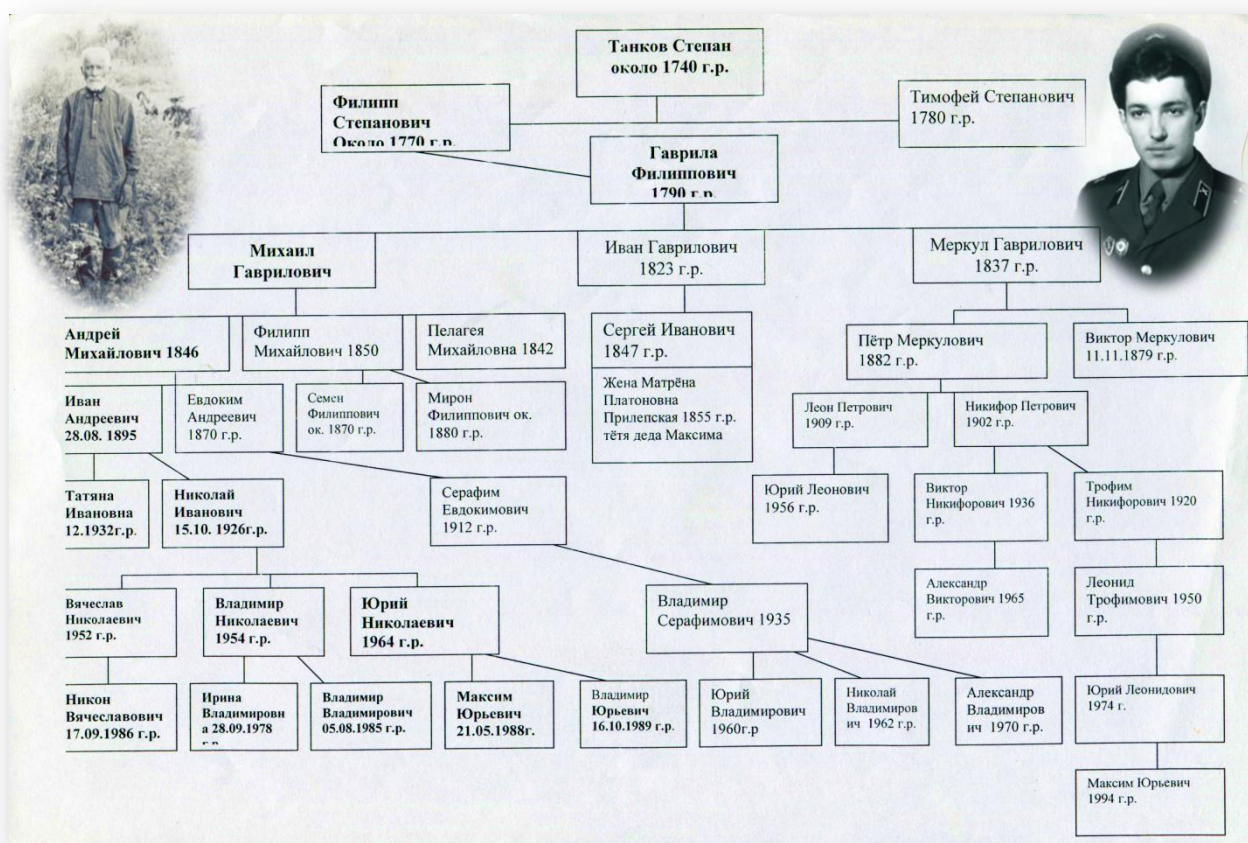 Танков Степан
около 1740 г.р.
Филипп
Степанович
Около 1770 г.р.
Тимофей Степанович
1780 г.р.
Гаврила
Филиппович
1790 г.р.
Михаил
Гаврилович
Иван Гаврилович
1823 г.р.
Меркул Гаврилович
1837 г.р.
Андрей
Михайлович 1846
Филипп
Михайлович 1850
Пелагея
Михайловна 1842
Сергей Иванович
1847 г.р.
Жена Матрёна
Платоновна
Прилепская 1855 г.р.
тётя деда Максима
Пётр Меркулович
1882 г.р.
Виктор Меркулович
11.11.1879 г.р.
Иван
Андреевич
28.08. 1895
Евдоким
Андреевич
1870 г.р.
Семен
Филиппович
ок. 1870 г.р.
Мирон
Филиппович ок.
1880 г.р.
Леон Петрович
1909 г.р.
Никифор Петрович
1902 г.р.
Татяна
Ивановна
12.1932г.р.
Николай
Иванович
15.10. 1926г.р.
Серафим
Евдокимович
1912 г.р.
Юрий Леонович
1956 г.р.
Виктор
Никифорович 1936
г.р.
Трофим
Никифорович 1920
г.р.
Вячеслав
Николаевич
1952 г.р.
Владимир
Николаевич
1954 г.р.
Юрий
Николаевич
1964 г.р.
Владимир
Серафимович 1935
Александр
Викторович 1965
г.р.
Леонид
Трофимович 1950
г.р.
Никон
Вячеславович
17.09.1986 г.р.
Ирина
Владимировн
а 28.09.1978
г.р.
Владимир
Владимирович
05.08.1985 г.р.
Максим
Юрьевич
21.05.1988г.
Владимир
Юрьевич
16.10.1989 г.р.
Юрий
Владимирович
1960г.р
Николай
Владимиров
ич 1962 г.р.
Александр
Владимиров
ич 1970 г.р.
Юрий Леонидович
1974 г.
Максим Юрьевич
1994 г.р.